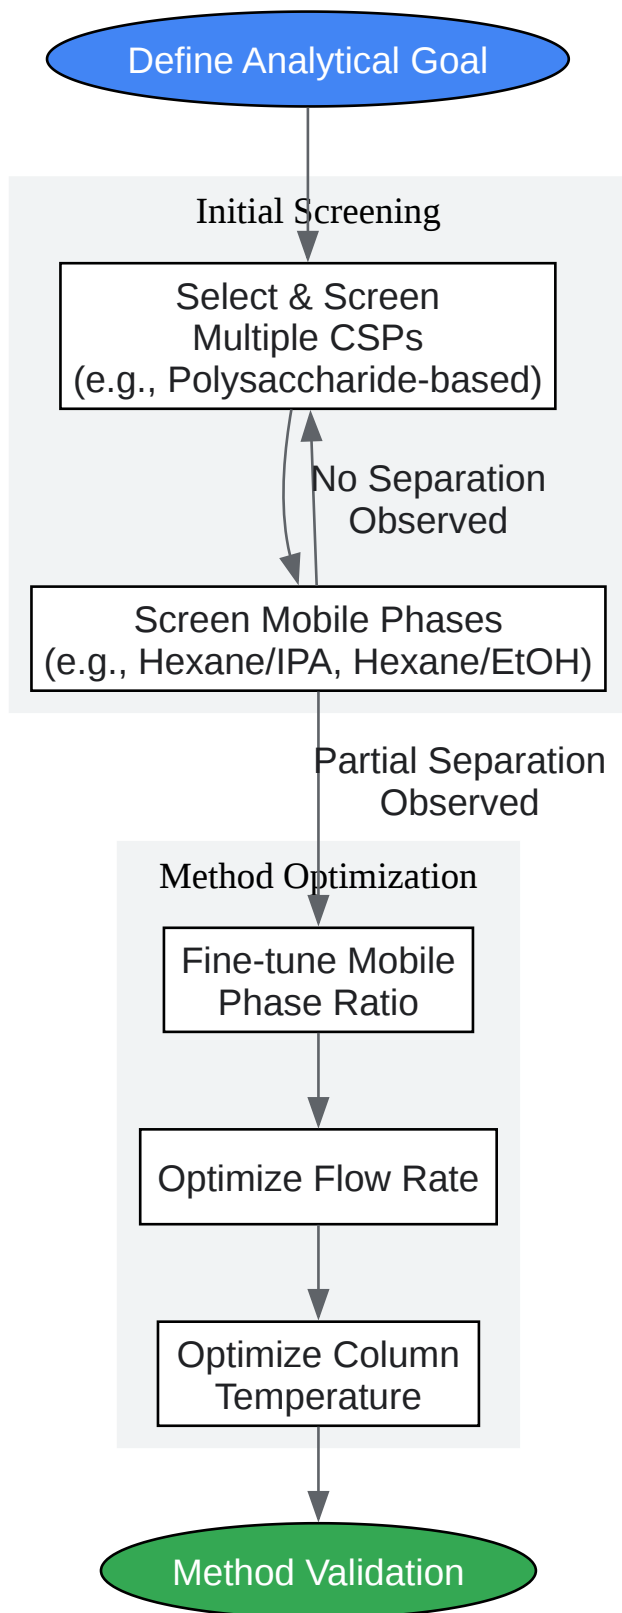 Define Analytical Goal
Initial Screening
Select & Screen
Multiple CSPs
(e.g., Polysaccharide-based)
No Separation
Observed
Screen Mobile Phases
(e.g., Hexane/IPA, Hexane/EtOH)
Partial Separation
Observed
Method Optimization
Fine-tune Mobile
Phase Ratio
Optimize Flow Rate
Optimize Column
Temperature
Method Validation